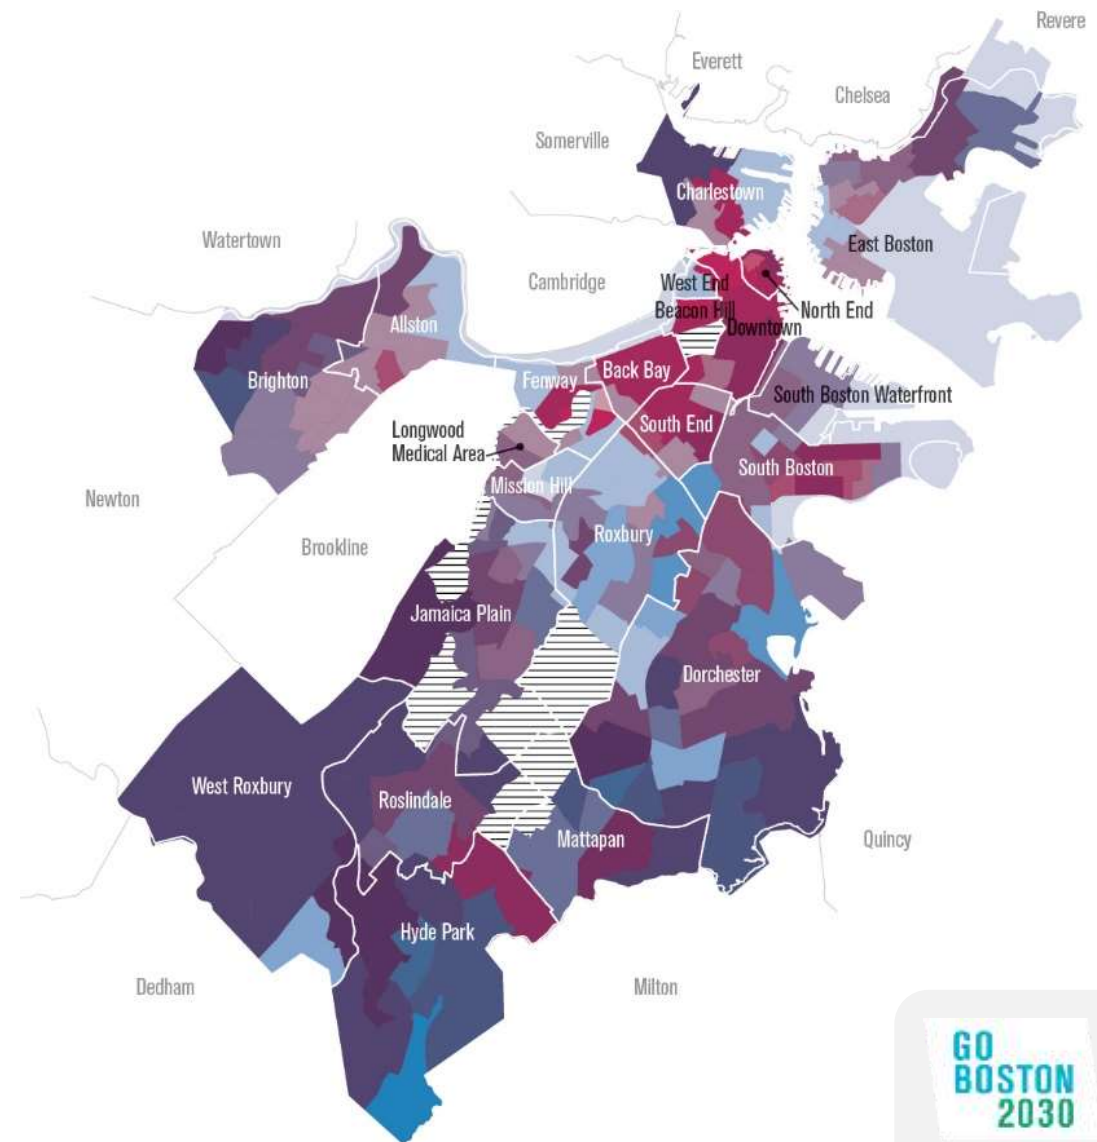 Revere
Everett
Chelsea
Somerville
Charlestown
Watertown
East Boston
Cambridge
West End
Beacon Hill
North End
Downtown
Allston
Back Bay
Fenway
Brighton
South Boston Waterfront
South End
Longwood
Medical Area
South Boston
Mission Hill
Newton
Roxbury
Brookline
Jamaica Plain
Dorchester
West Roxbury
Roslindale
Mattapan
Quincy
Hyde Park
Dedham
Milton
GO
BOSTON
2030